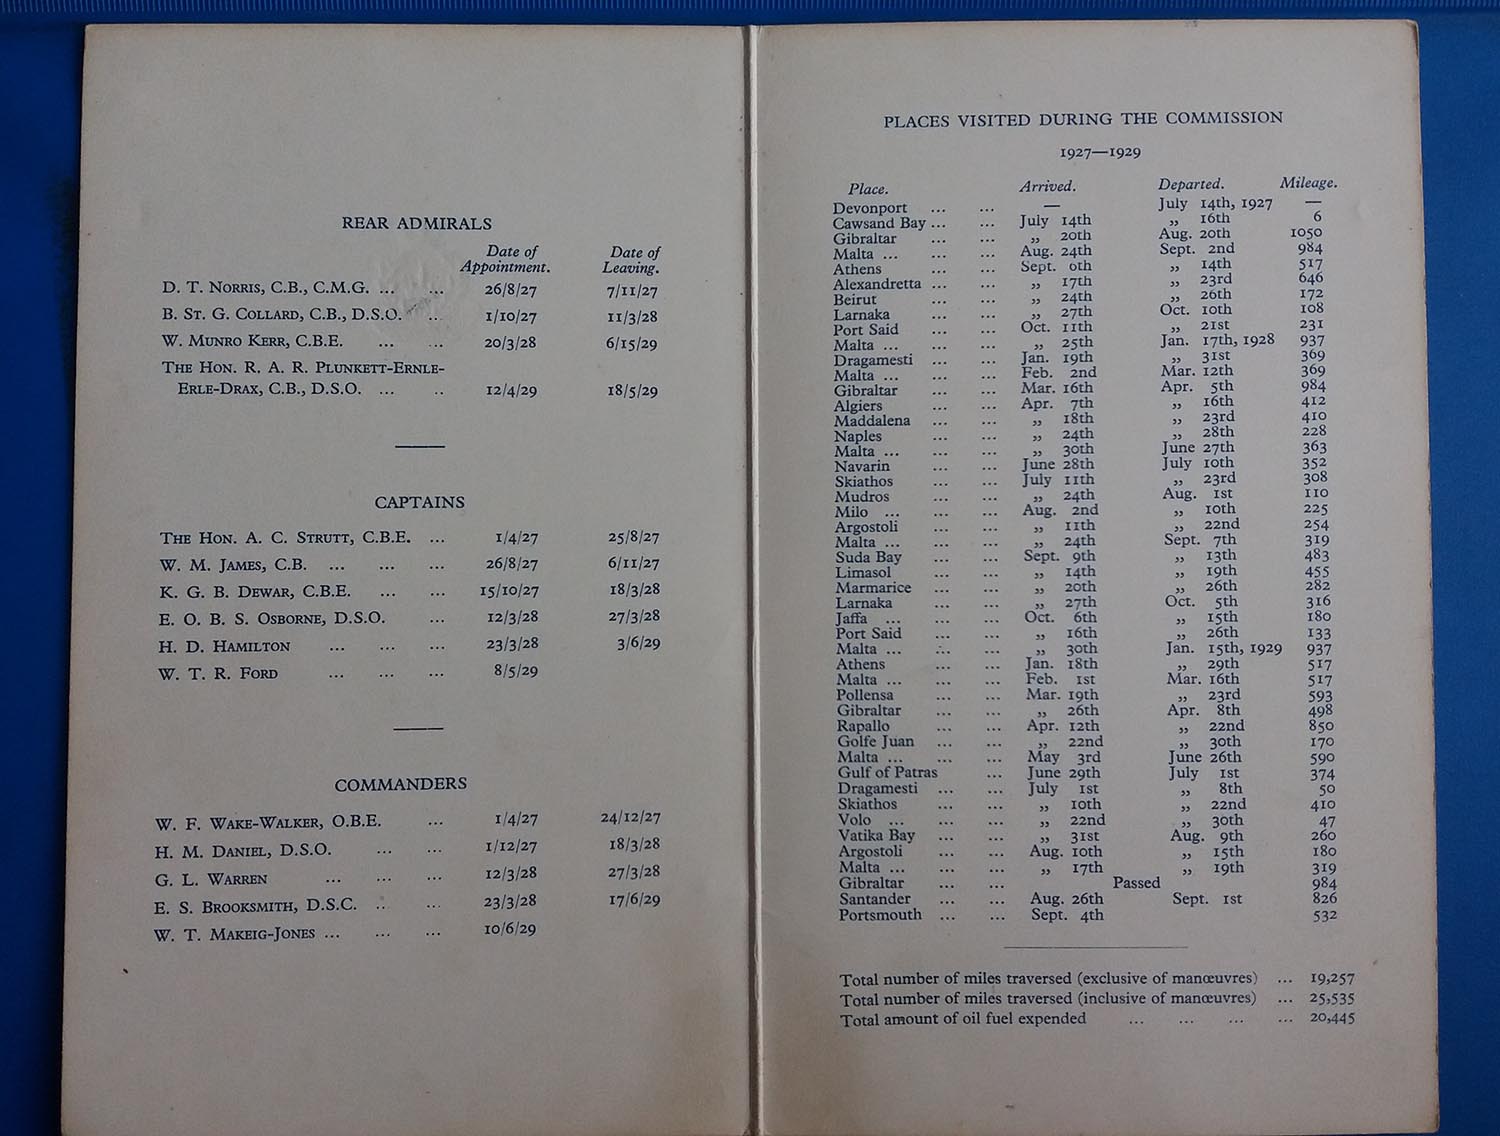 REAR ADMIRALS
Date of Appointment. Date of Leaving.
D. T. NORRIS, C.B., C.M.G. ... ... 26/8/27 7/11/27
B. ST. G. COLLARD, C.B., D.S.O. ... 1/10/27 11/3/28
W. MUNRO KERR, C.B.E. ... ... 20/3/28 6/15/29
THE HON. R. A. R. PLUNKETT-ERNLE-
ERLE-DRAX, C.B., D.S.O. ... .. 12/4/29 18/5/29
CAPTAINS
THE HON. A. C. STRUTT, C.B.E. ... 1/4/27 25/8/27
W. M. JAMES, C.B. ... ... ... 26/8/27 6/11/27
K. G. B. DEWAR, C.B.E. ... ... 15/10/27 18/3/28
E. O. B. S. OSBORNE, D.S.O. ... 12/3/28 27/3/28
H. D. HAMILTON ... ... ... 23/3/28 3/6/29
W. T. R. FORD ... ... ... 8/5/29
COMMANDERS
W. F. WAKE-WALKER, O.B.E. ... 1/4/27 24/12/27
H. M. DANIEL, D.S.O. ... ... 1/12/27 18/3/28
G. L. WARREN ... ... ... 12/3/28 27/3/28
E. S. BROOKSMITH, D.S.C. ... ... 23/3/28 17/6/29
W. T. MAKEIG-JONES ... ... ... 10/6/29
PLACES VISITED DURING THE COMMISSION
1927—1929
Place. Arrived. Departed. Mileage.
Devonport ... ... — July 14th, 1927 —
Cawsand Bay ... ... July 14th „ 16th 6
Gibraltar ... ... „ 20th Aug. 20th 1050
Malta ... ... Aug. 24th Sept. 2nd 984
Athens ... ... Sept. 0th „ 14th 517
Alexandretta ... ... „ 17th „ 23rd 646
Beirut ... ... „ 24th „ 26th 172
Larnaka ... ... „ 27th Oct. 10th 108
Port Said ... ... Oct. 11th „ 21st 231
Malta ... ... „ 25th Jan. 17th, 1928 937
Dragamesti ... ... Jan. 19th „ 31st 369
Malta ... ... Feb. 2nd Mar. 12th 369
Gibraltar ... ... Mar. 16th Apr. 5th 984
Algiers ... ... Apr. 7th „ 16th 412
Maddalena ... ... „ 18th „ 23rd 410
Naples ... ... „ 24th „ 28th 228
Malta ... ... „ 30th June 27th 363
Navarin ... ... June 28th July 10th 352
Skiathos ... ... July 11th „ 23rd 308
Mudros ... ... „ 24th Aug. 1st 110
Milo ... ... Aug. 2nd „ 10th 225
Argostoli ... ... „ 11th „ 22nd 254
Malta ... ... „ 24th Sept. 7th 319
Suda Bay ... ... Sept. 9th „ 13th 483
Limasol ... ... „ 14th „ 19th 455
Marmarice ... ... „ 20th „ 26th 282
Larnaka ... ... „ 27th Oct. 5th 316
Jaffa ... ... Oct. 6th „ 15th 180
Port Said ... ... „ 16th „ 26th 133
Malta ... ... ... „ 30th Jan. 15th, 1929 937
Athens ... ... Jan. 18th „ 29th 517
Malta ... ... ... Feb. 1st Mar. 16th 517
Pollensa ... ... Mar. 19th „ 23rd 593
Gibraltar ... ... „ 26th Apr. 8th 498
Rapallo ... ... Apr. 12th „ 22nd 850
Golfe Juan ... ... „ 22nd „ 30th 170
Malta ... ... ... May 3rd June 26th 590
Gulf of Patras ... June 29th July 1st 374
Dragamesti ... ... July 1st „ 8th 50
Skiathos ... ... „ 10th „ 22nd 410
Volo ... ... ... „ 22nd „ 30th 47
Vatika Bay ... ... „ 31st Aug. 9th 260
Argostoli ... ... Aug. 10th „ 15th 180
Malta ... ... ... „ 17th „ 19th 319
Gibraltar ... ... Passed 984
Santander ... ... Aug. 26th Sept. 1st 826
Portsmouth ... ... Sept. 4th 532
Total number of miles traversed (exclusive of manœuvres) ... 19,257
Total number of miles traversed (inclusive of manœuvres) ... 25,535
Total amount of oil fuel expended ... ... ... ... 20,445